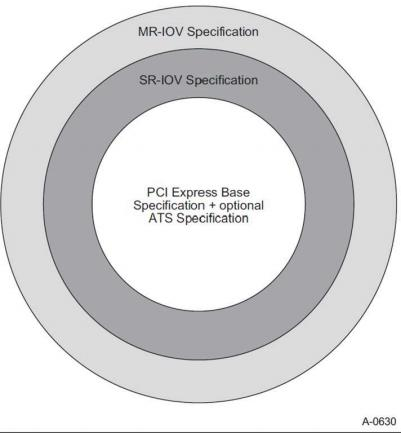 MR-IOV Specification
SR-IOV Specification
PCI Express Base
Specification + optional
ATS Specification
A-0630